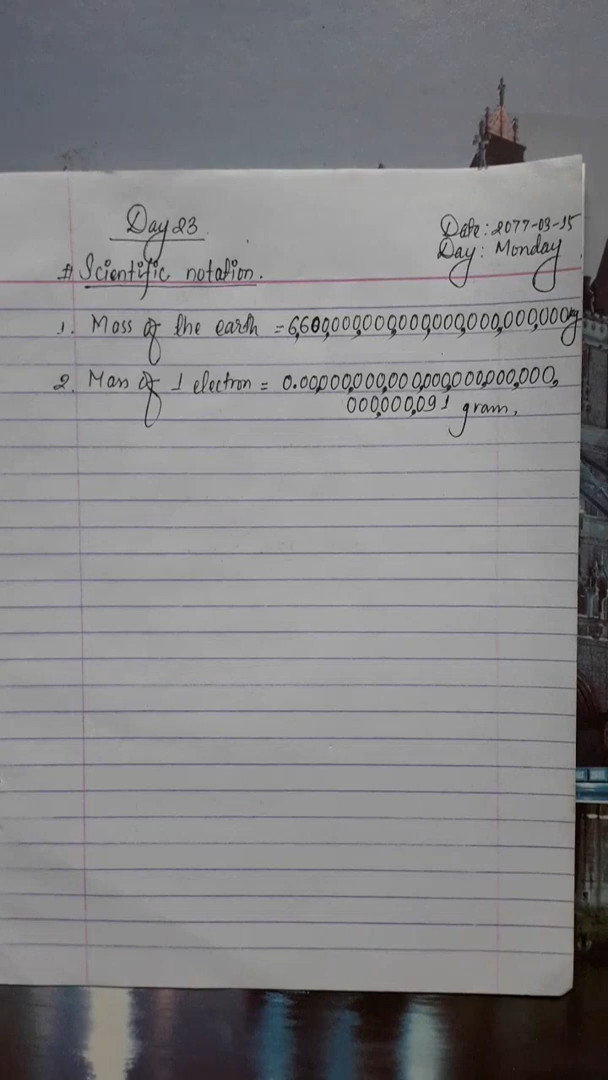 Day 23
Date: 2077-03-15
Day: Monday
# Scientific notation.
1. Mass of the earth = 6,600,000,000,000,000,000,000,000kg
2. Mass of 1 electron = 0.00,000,000,000,000,000,000,000,
000,000,091 gram.